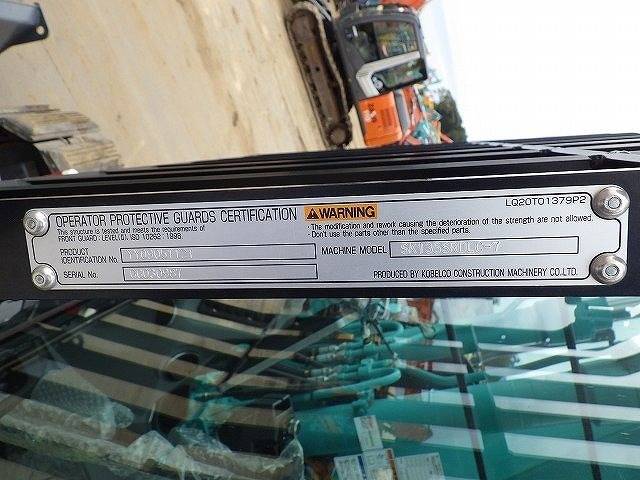 OPERATOR PROTECTIVE GUARDS CERTIFICATION
This structure is tested and meets the requirements of
FRONT GUARD : LEVEL(Ⅱ), ISO 10262 : 1998.
WARNING
LQ20T01379P2
· The modification and rework causing the deterioration of the strength are not allowed.
· Don't use the parts other than the specified parts.
PRODUCT
IDENTIFICATION No.
MACHINE MODEL
SERIAL No.
PRODUCED BY KOBELCO CONSTRUCTION MACHINERY CO.,LTD.